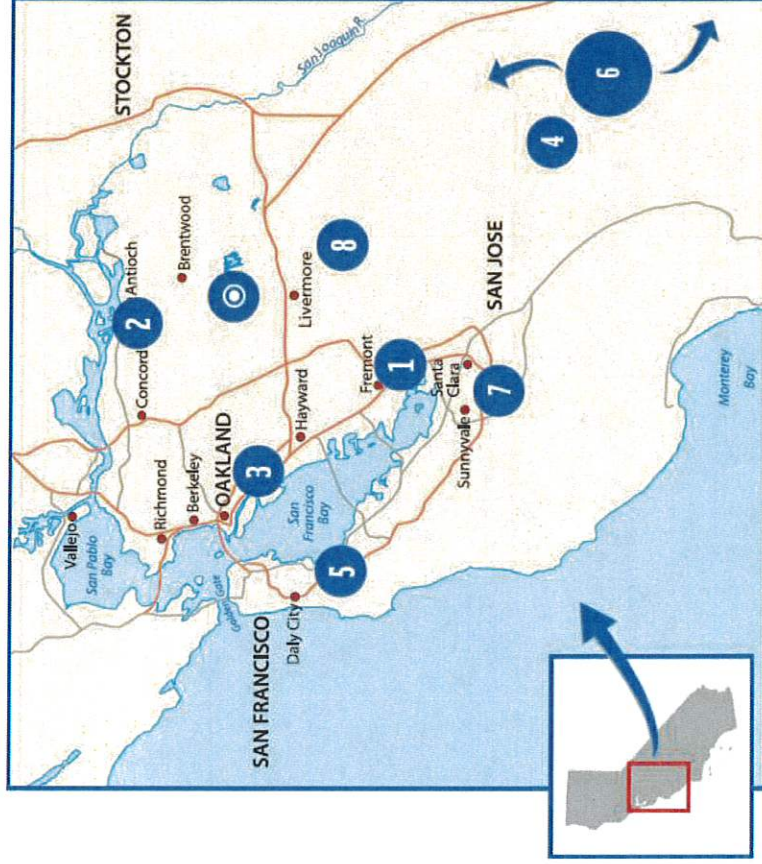 STOCKTON
San Joaquin R.
Antioch
2
Brentwood
Concord
Vallejo
San Pablo
Bay
Richmond
Berkeley
OAKLAND
3
Hayward
Livermore
8
6
4
Golden Gate
SAN FRANCISCO
Daly City
5
San
Francisco
Bay
Fremont
1
Santa
Clara
Sunnyvale
7
SAN JOSE
Monterey
Bay